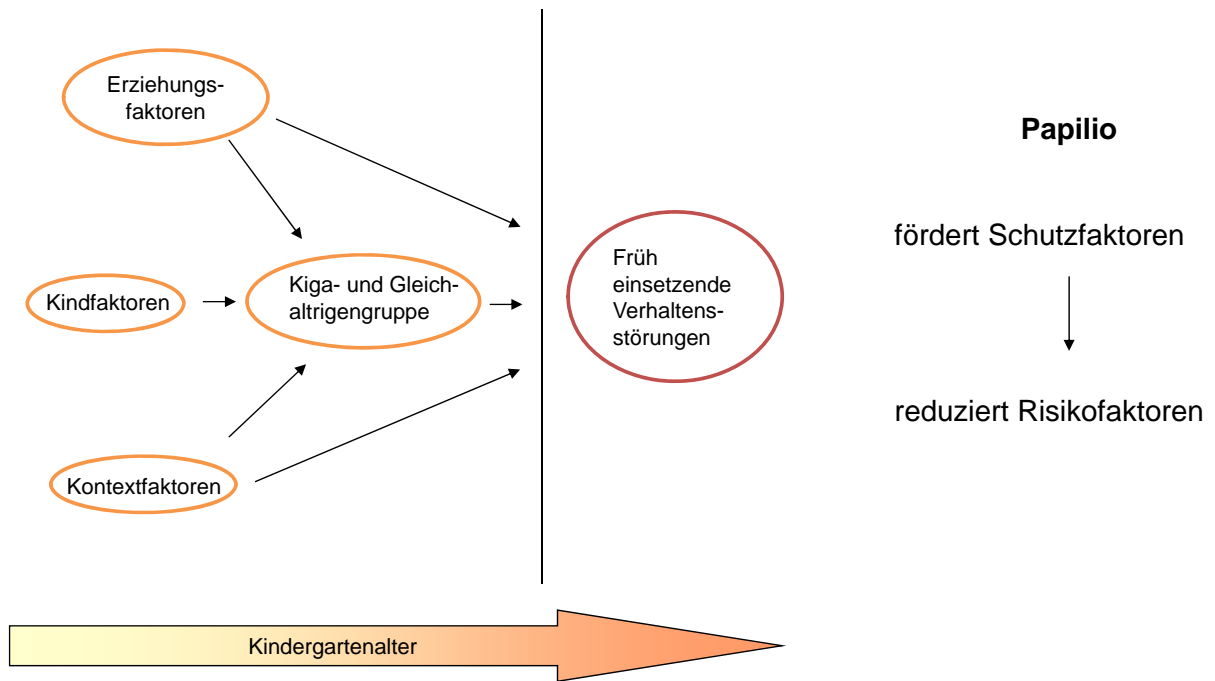 Erziehungs-
faktoren
Kindfaktoren
Kiga- und Gleich-
altrigengruppe
Kontextfaktoren
Früh
einsetzende
Verhaltens-
störungen
Papilio
fördert Schutzfaktoren
reduziert Risikofaktoren
Kindergartenalter